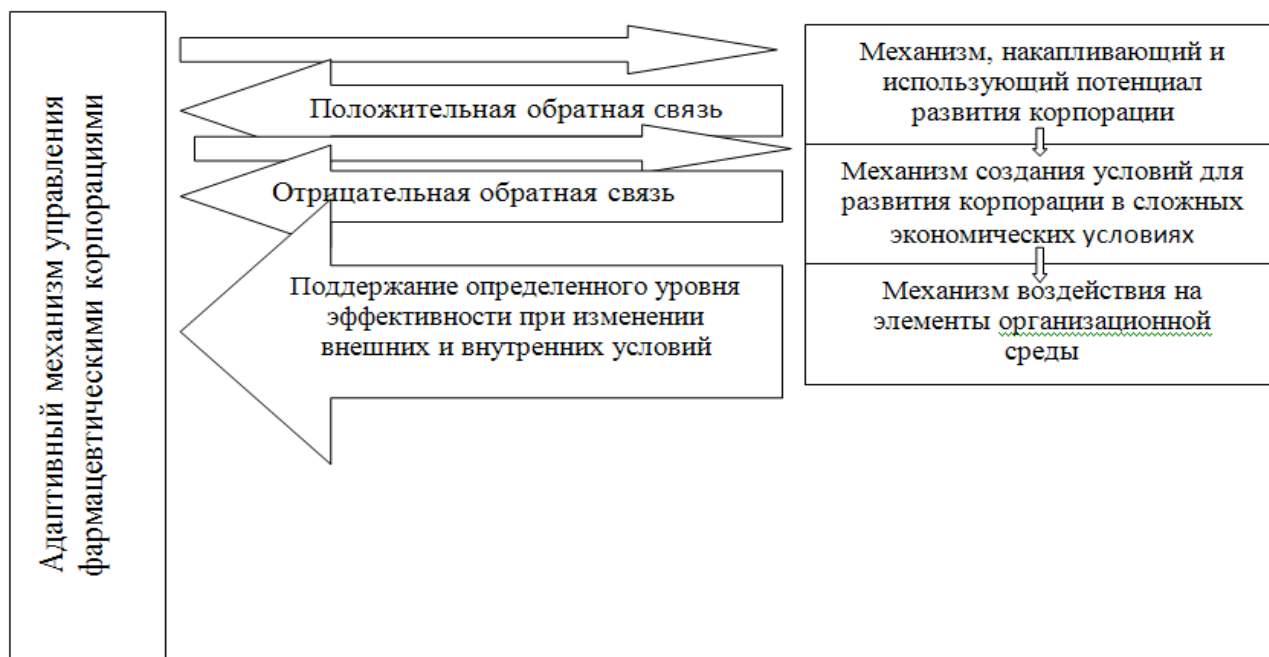 Адаптивный механизм управления
фармацевтическими корпорациями
Положительная обратная связь
Отрицательная обратная связь
Поддержание определенного уровня
эффективности при изменении
внешних и внутренних условий
Механизм, накапливающий и
использующий потенциал
развития корпорации
Механизм создания условий для
развития корпорации в сложных
экономических условиях
Механизм воздействия на
элементы организационной
среды